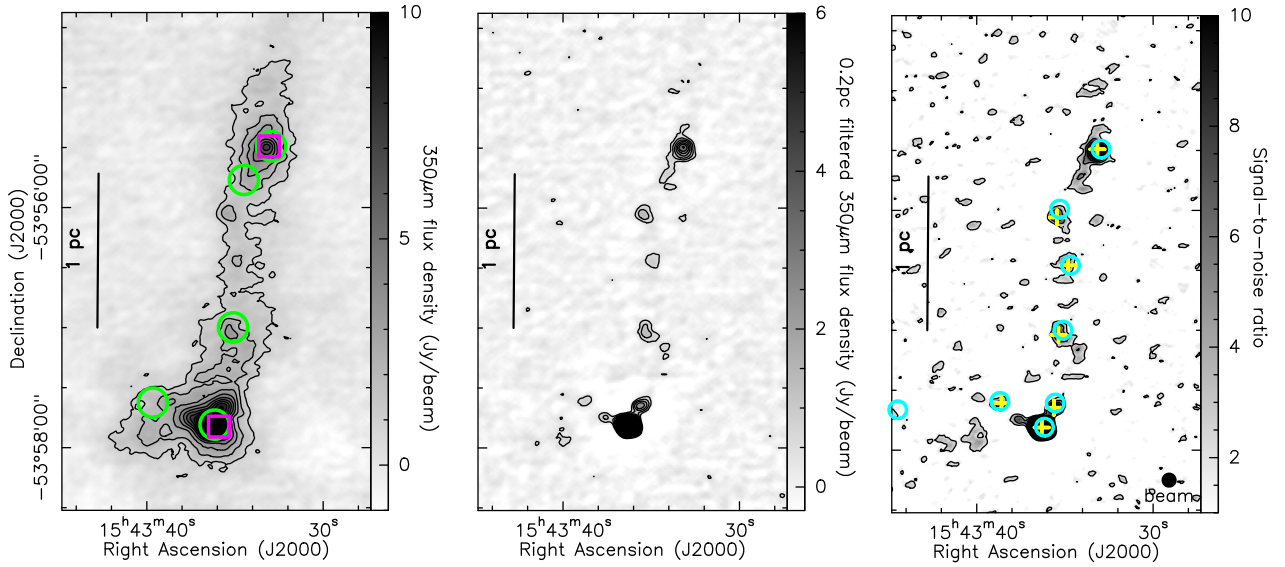 10
5
0
350μm flux density (Jy/beam)
Declination (J2000)
−53°56'00"
−53°58'00"
1 pc
15ʰ43ᵐ40ˢ
30ˢ
Right Ascension (J2000)
6
4
2
0
0.2pc filtered 350μm flux density (Jy/beam)
1 pc
15ʰ43ᵐ40ˢ
30ˢ
Right Ascension (J2000)
10
8
6
4
2
Signal−to−noise ratio
1 pc
beam
15ʰ43ᵐ40ˢ
30ˢ
Right Ascension (J2000)